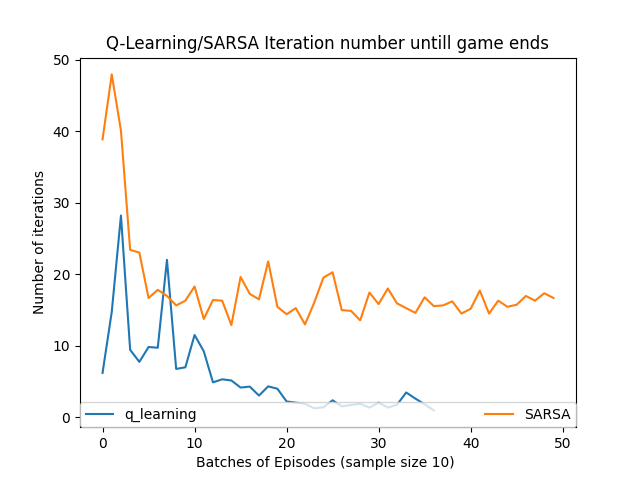 Q-Learning/SARSA Iteration number untill game ends
Number of iterations
50
40
30
20
10
0
q_learning
SARSA
0 10 20 30 40 50
Batches of Episodes (sample size 10)